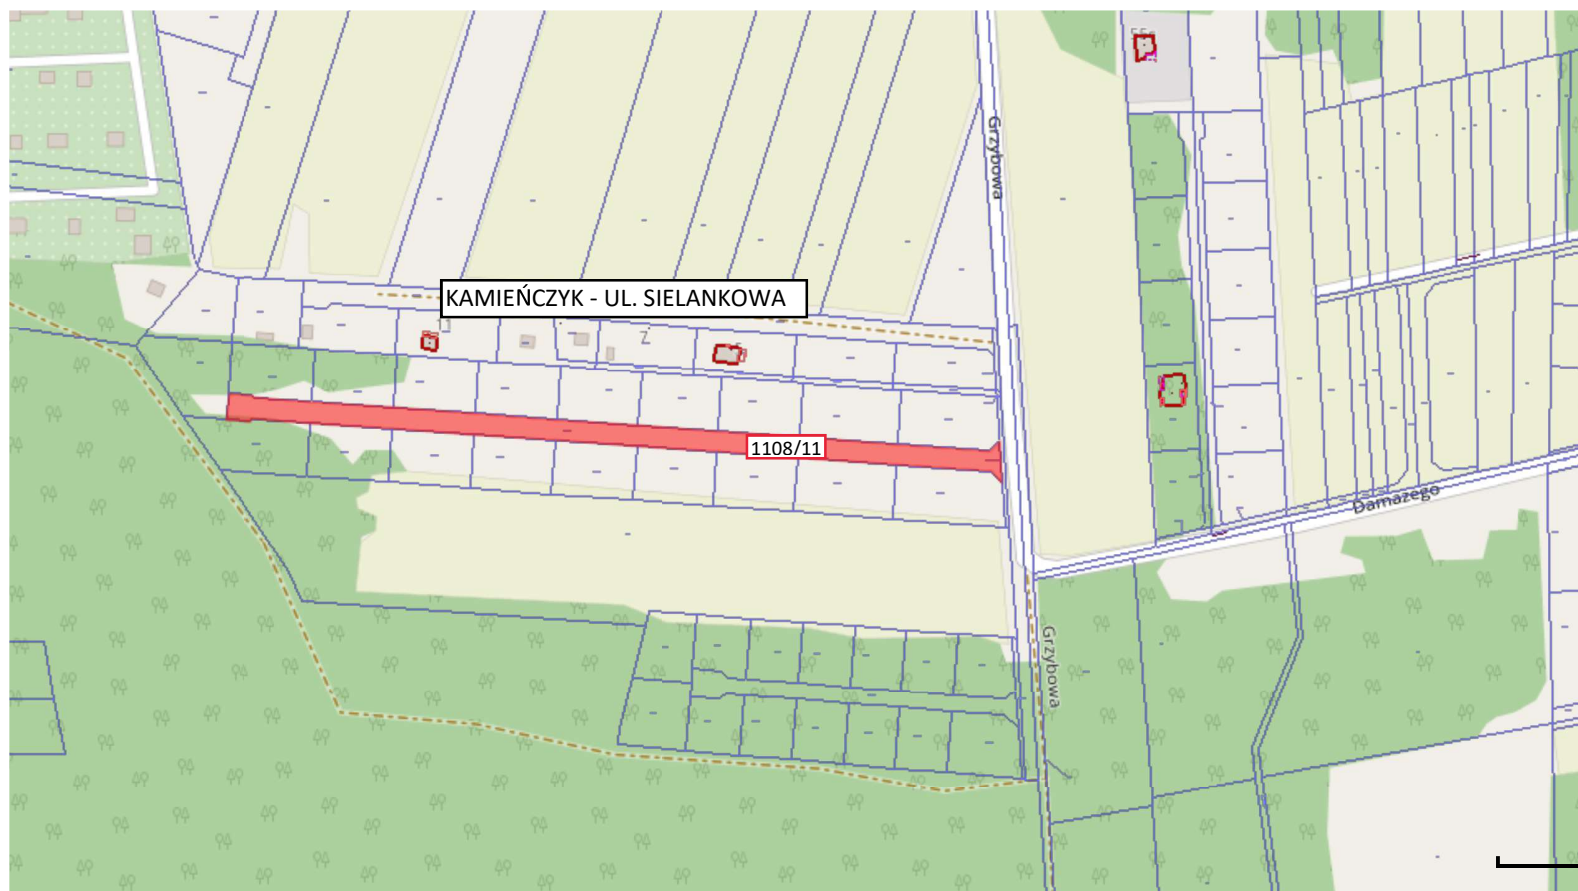 Grzybowa
KAMIEŃCZYK - UL. SIELANKOWA
1108/11
Damazego
Grzybowa